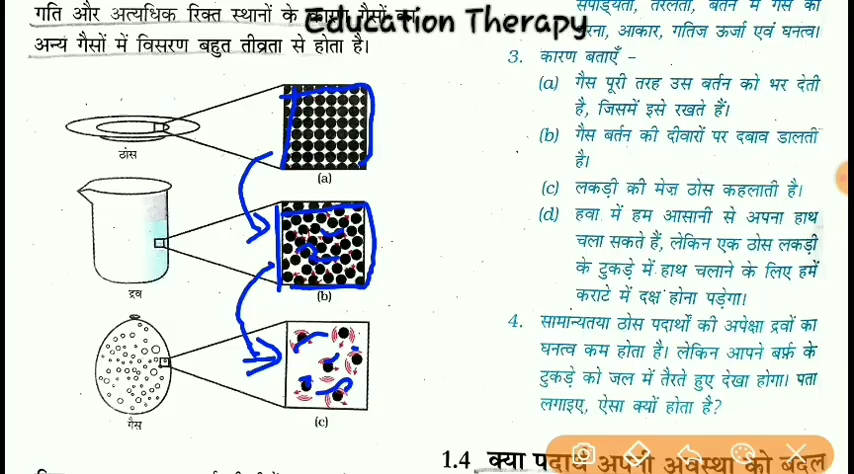 गति और अत्यधिक रिक्त स्थानों के कारण गैसों का
अन्य गैसों में विसरण बहुत तीव्रता से होता है।
Education Therapy
ठोस
(a)
द्रव
(b)
गैस
(c)
संपीड्यता, तरलता, बर्तन में गैस का
भरना, आकार, गतिज ऊर्जा एवं घनत्व।
3. कारण बताएँ –
(a) गैस पूरी तरह उस बर्तन को भर देती
है, जिसमें इसे रखते हैं।
(b) गैस बर्तन की दीवारों पर दबाव डालती
है।
(c) लकड़ी की मेज़ ठोस कहलाती है।
(d) हवा में हम आसानी से अपना हाथ
चला सकते हैं, लेकिन एक ठोस लकड़ी
के टुकड़े में हाथ चलाने के लिए हमें
कराटे में दक्ष होना पड़ेगा।
4. सामान्यतया ठोस पदार्थों की अपेक्षा द्रवों का
घनत्व कम होता है। लेकिन आपने बर्फ़ के
टुकड़े को जल में तैरते हुए देखा होगा। पता
लगाइए, ऐसा क्यों होता है?
1.4 क्या पदार्थ अपनी अवस्था को बदल